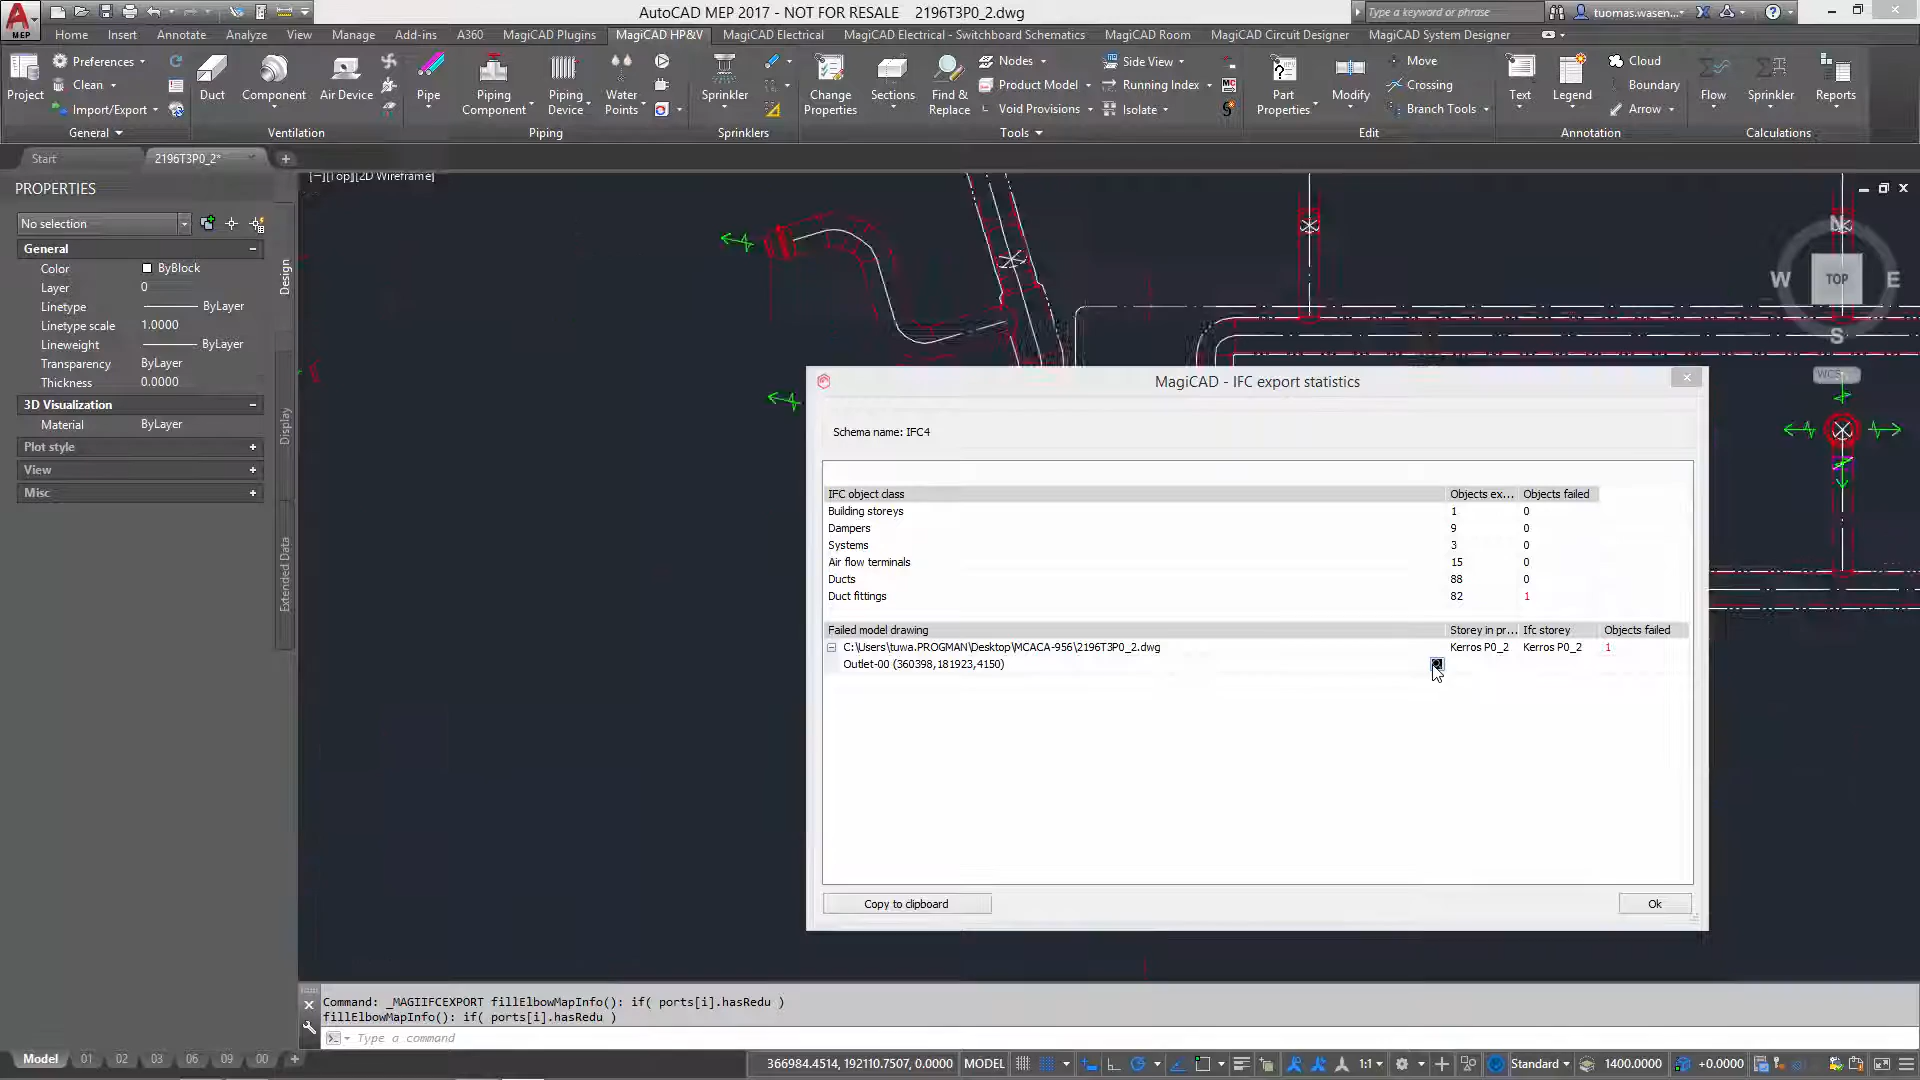 AutoCAD MEP 2017 - NOT FOR RESALE 2196T3P0_2.dwg
Type a keyword or phrase
tuomas.wasen...
MEP
Home Insert Annotate Analyze View Manage Add-ins A360 MagiCAD Plugins MagiCAD HP&V MagiCAD Electrical MagiCAD Electrical - Switchboard Schematics MagiCAD Room MagiCAD Circuit Designer MagiCAD System Designer
Project
Preferences
Clean
Import/Export
General
Duct
Component
Air Device
Ventilation
Pipe
Piping Component
Piping Device
Water Points
Piping
Sprinkler
Sprinklers
Change Properties
Sections
Find & Replace
Nodes
Product Model
Void Provisions
Side View
Running Index
Isolate
Tools
Part Properties
Modify
Move
Crossing
Branch Tools
Edit
Text
Legend
Cloud
Boundary
Arrow
Annotation
Flow
Sprinkler
Reports
Calculations
Start
2196T3P0_2*
[−][Top][2D Wireframe]
PROPERTIES
No selection
General
Color ByBlock
Layer 0
Linetype ByLayer
Linetype scale 1.0000
Lineweight ByLayer
Transparency ByLayer
Thickness 0.0000
3D Visualization
Material ByLayer
Plot style
View
Misc
Design
Display
Extended Data
N
W TOP E
S
WCS
MagiCAD - IFC export statistics
Schema name: IFC4
IFC object class Objects ex... Objects failed
Building storeys 1 0
Dampers 9 0
Systems 3 0
Air flow terminals 15 0
Ducts 88 0
Duct fittings 82 1
Failed model drawing Storey in pr... Ifc storey Objects failed
C:\Users\tuwa.PROGMAN\Desktop\MCACA-956\2196T3P0_2.dwg Kerros P0_2 Kerros P0_2 1
Outlet-00 (360398,181923,4150)
Copy to clipboard
Ok
Command: _MAGIIFCEXPORT fillElbowMapInfo(): if( ports[i].hasRedu )
fillElbowMapInfo(): if( ports[i].hasRedu )
Type a command
Model 01 02 03 06 09 00
366984.4514, 192110.7507, 0.0000 MODEL 1:1 Standard 1400.0000 +0.0000